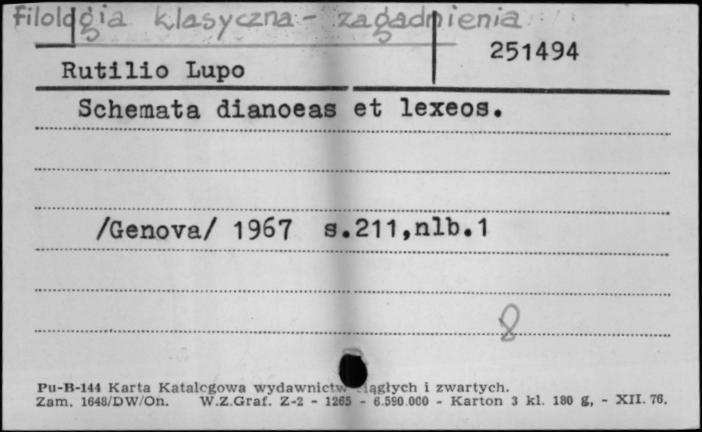 filologia klasyczna - zagadnienia
251494
Rutilio Lupo
Schemata dianoeas et lexeos.
/Genova/ 1967 s.211,nlb.1
Pu-B-144 Karta Katalogowa wydawnictw ciągłych i zwartych.
Zam. 1648/DW/On. W.Z.Graf. Z-2 - 1265 - 6.590.000 - Karton 3 kl. 180 g, - XII. 76.